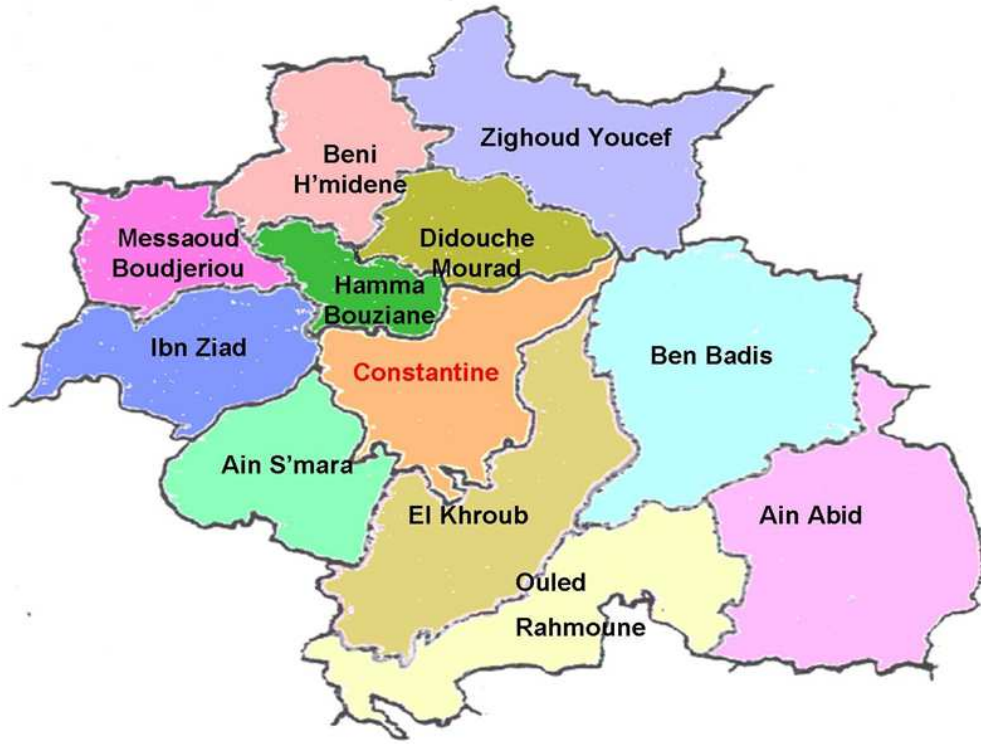 Zighoud Youcef
Beni
H'midene
Messaoud
Boudjeriou
Didouche
Mourad
Hamma
Bouziane
Ibn Ziad
Constantine
Ben Badis
Ain S'mara
El Khroub
Ain Abid
Ouled
Rahmoune